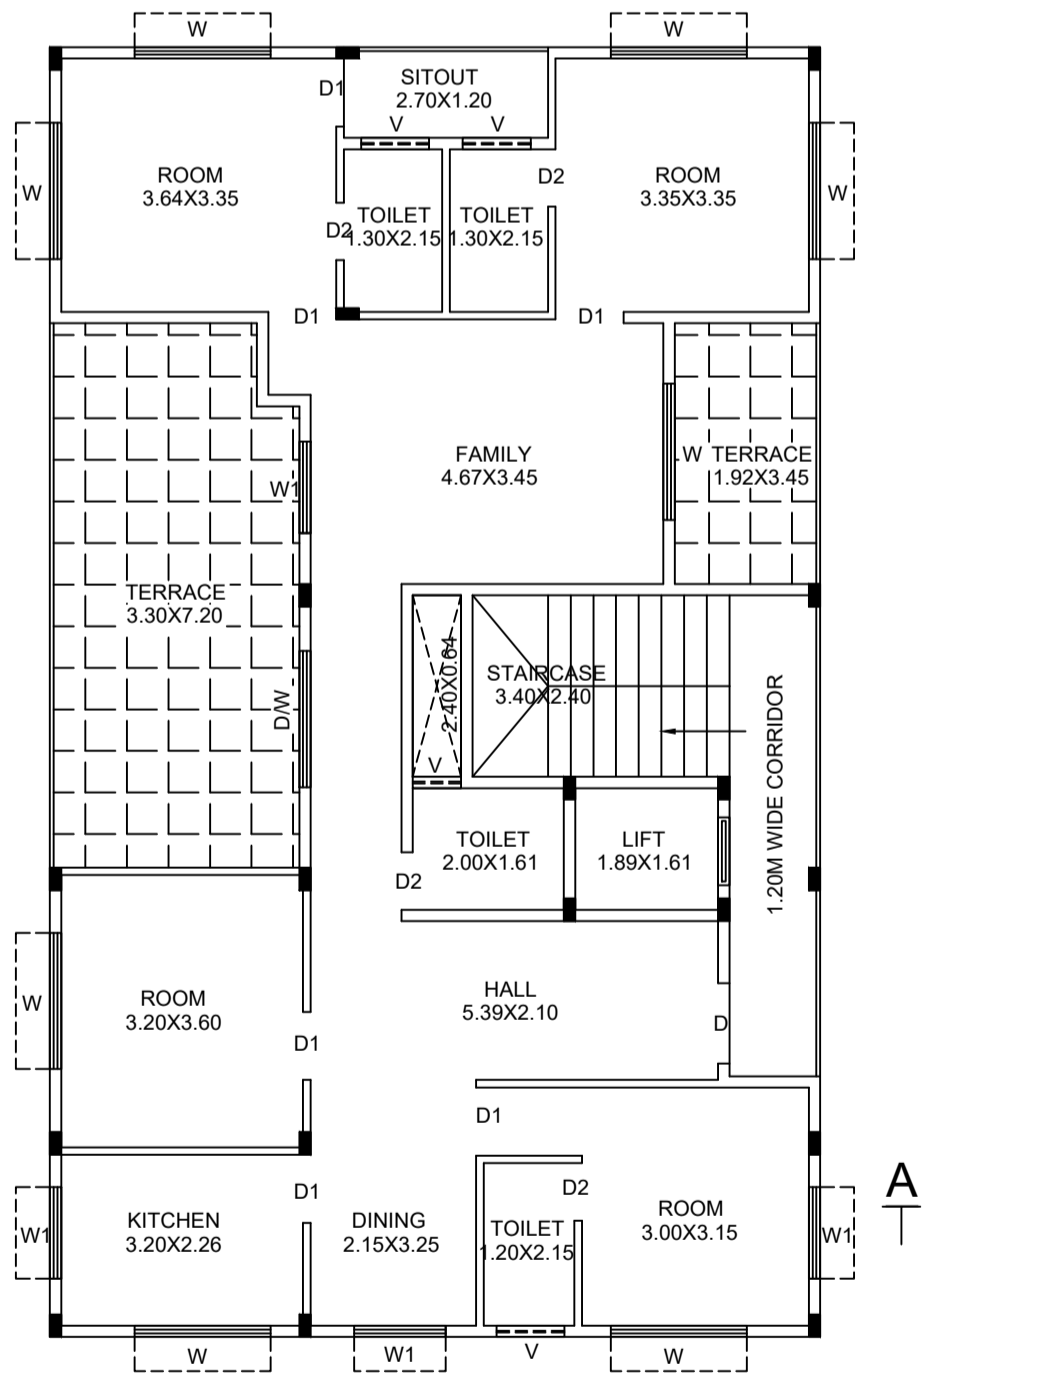 W
W
D1
SITOUT
2.70X1.20
V
V
ROOM
3.64X3.35
W
D2
TOILET
1.30X2.15
TOILET
1.30X2.15
D2
ROOM
3.35X3.35
W
D1
D1
FAMILY
4.67X3.45
W
TERRACE
1.92X3.45
W1
TERRACE
3.30X7.20
D/W
2.40X0.64
V
STAIRCASE
3.40X2.40
1.20M WIDE CORRIDOR
TOILET
2.00X1.61
LIFT
1.89X1.61
D2
ROOM
3.20X3.60
W
D1
HALL
5.39X2.10
D
D1
D1
D2
A
KITCHEN
3.20X2.26
W1
DINING
2.15X3.25
TOILET
1.20X2.15
ROOM
3.00X3.15
W1
W
W1
V
W